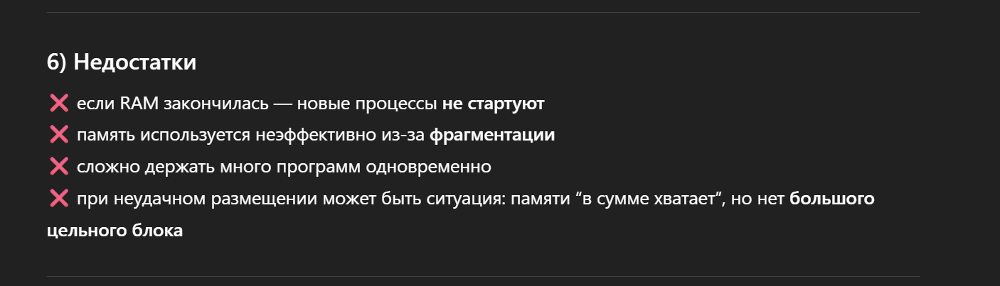 6) Недостатки
❌ если RAM закончилась — новые процессы не стартуют
❌ память используется неэффективно из-за фрагментации
❌ сложно держать много программ одновременно
❌ при неудачном размещении может быть ситуация: памяти “в сумме хватает”, но нет большого
цельного блока